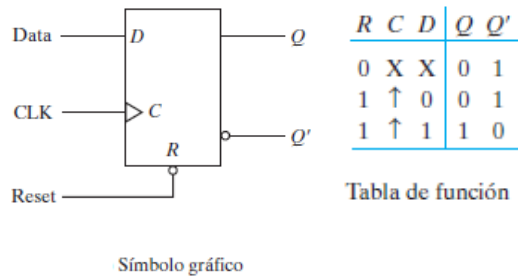 Data
D
Q
CLK
C
R
Q'
Reset
Símbolo gráfico
R C D Q Q'
0 X X 0 1
1 ↑ 0 0 1
1 ↑ 1 1 0
Tabla de función